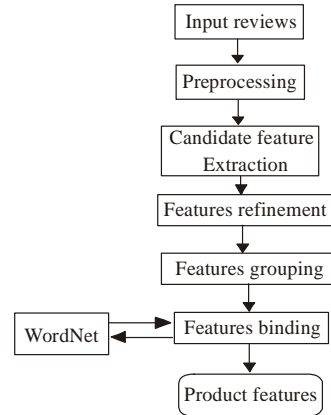 Input reviews
Preprocessing
Candidate feature
Extraction
Features refinement
Features grouping
WordNet
Features binding
Product features